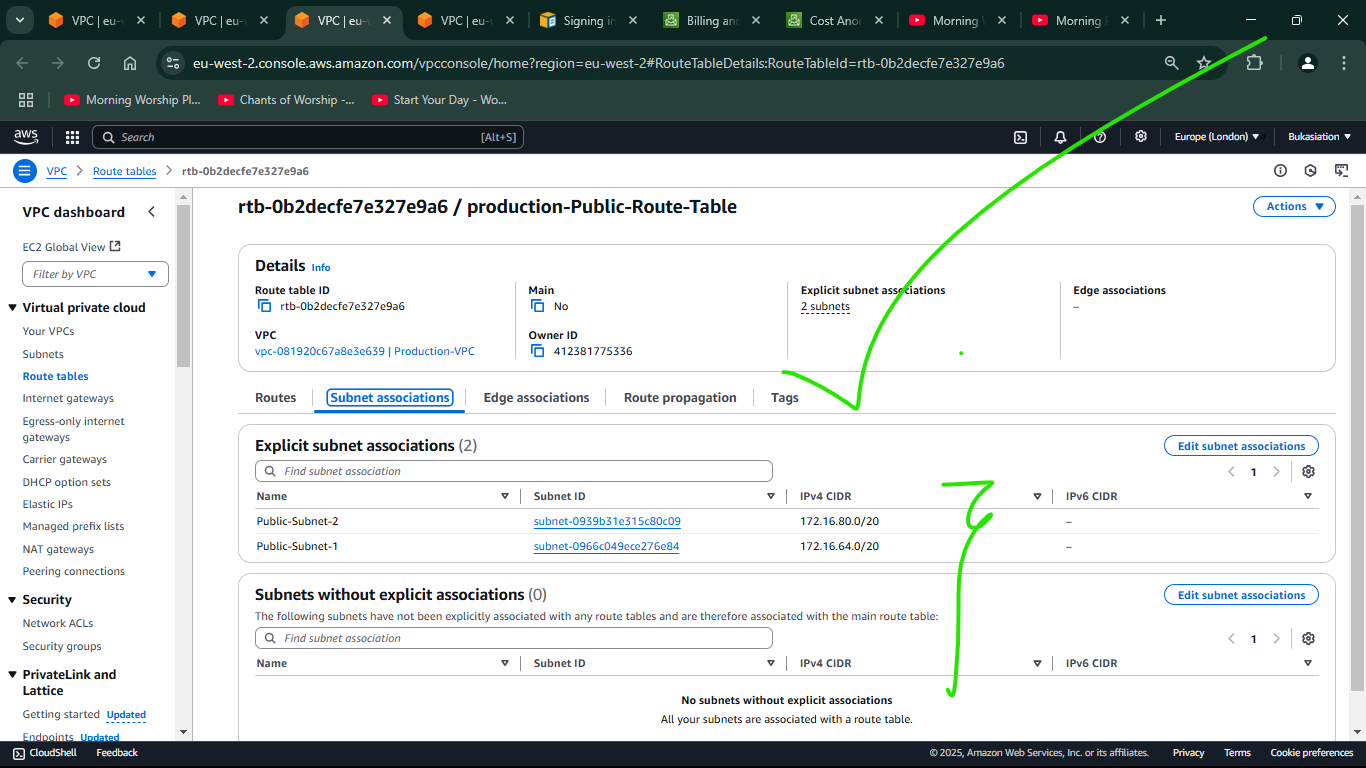 VPC | eu-
VPC | eu-
VPC | eu-
VPC | eu-
Signing in
Billing and
Cost Ano
Morning
Morning
eu-west-2.console.aws.amazon.com/vpcconsole/home?region=eu-west-2#RouteTableDetails:RouteTableId=rtb-0b2decfe7e327e9a6
Morning Worship Pl...
Chants of Worship -...
Start Your Day - Wo...
aws
Search
[Alt+S]
Europe (London)
Bukasiation
VPC
Route tables
rtb-0b2decfe7e327e9a6
VPC dashboard
EC2 Global View
Filter by VPC
Virtual private cloud
Your VPCs
Subnets
Route tables
Internet gateways
Egress-only internet
gateways
Carrier gateways
DHCP option sets
Elastic IPs
Managed prefix lists
NAT gateways
Peering connections
Security
Network ACLs
Security groups
PrivateLink and
Lattice
Getting started Updated
Endpoints Updated
rtb-0b2decfe7e327e9a6 / production-Public-Route-Table
Actions
Details Info
Route table ID
rtb-0b2decfe7e327e9a6
Main
No
Explicit subnet associations
2 subnets
Edge associations
–
VPC
vpc-081920c67a8e3e639 | Production-VPC
Owner ID
412381775336
Routes
Subnet associations
Edge associations
Route propagation
Tags
Explicit subnet associations (2)
Edit subnet associations
Find subnet association
1
Name
Subnet ID
IPv4 CIDR
IPv6 CIDR
Public-Subnet-2
subnet-0939b31e315c80c09
172.16.80.0/20
–
Public-Subnet-1
subnet-0966c049ece276e84
172.16.64.0/20
–
Subnets without explicit associations (0)
Edit subnet associations
The following subnets have not been explicitly associated with any route tables and are therefore associated with the main route table:
Find subnet association
1
Name
Subnet ID
IPv4 CIDR
IPv6 CIDR
No subnets without explicit associations
All your subnets are associated with a route table.
CloudShell
Feedback
© 2025, Amazon Web Services, Inc. or its affiliates.
Privacy
Terms
Cookie preferences